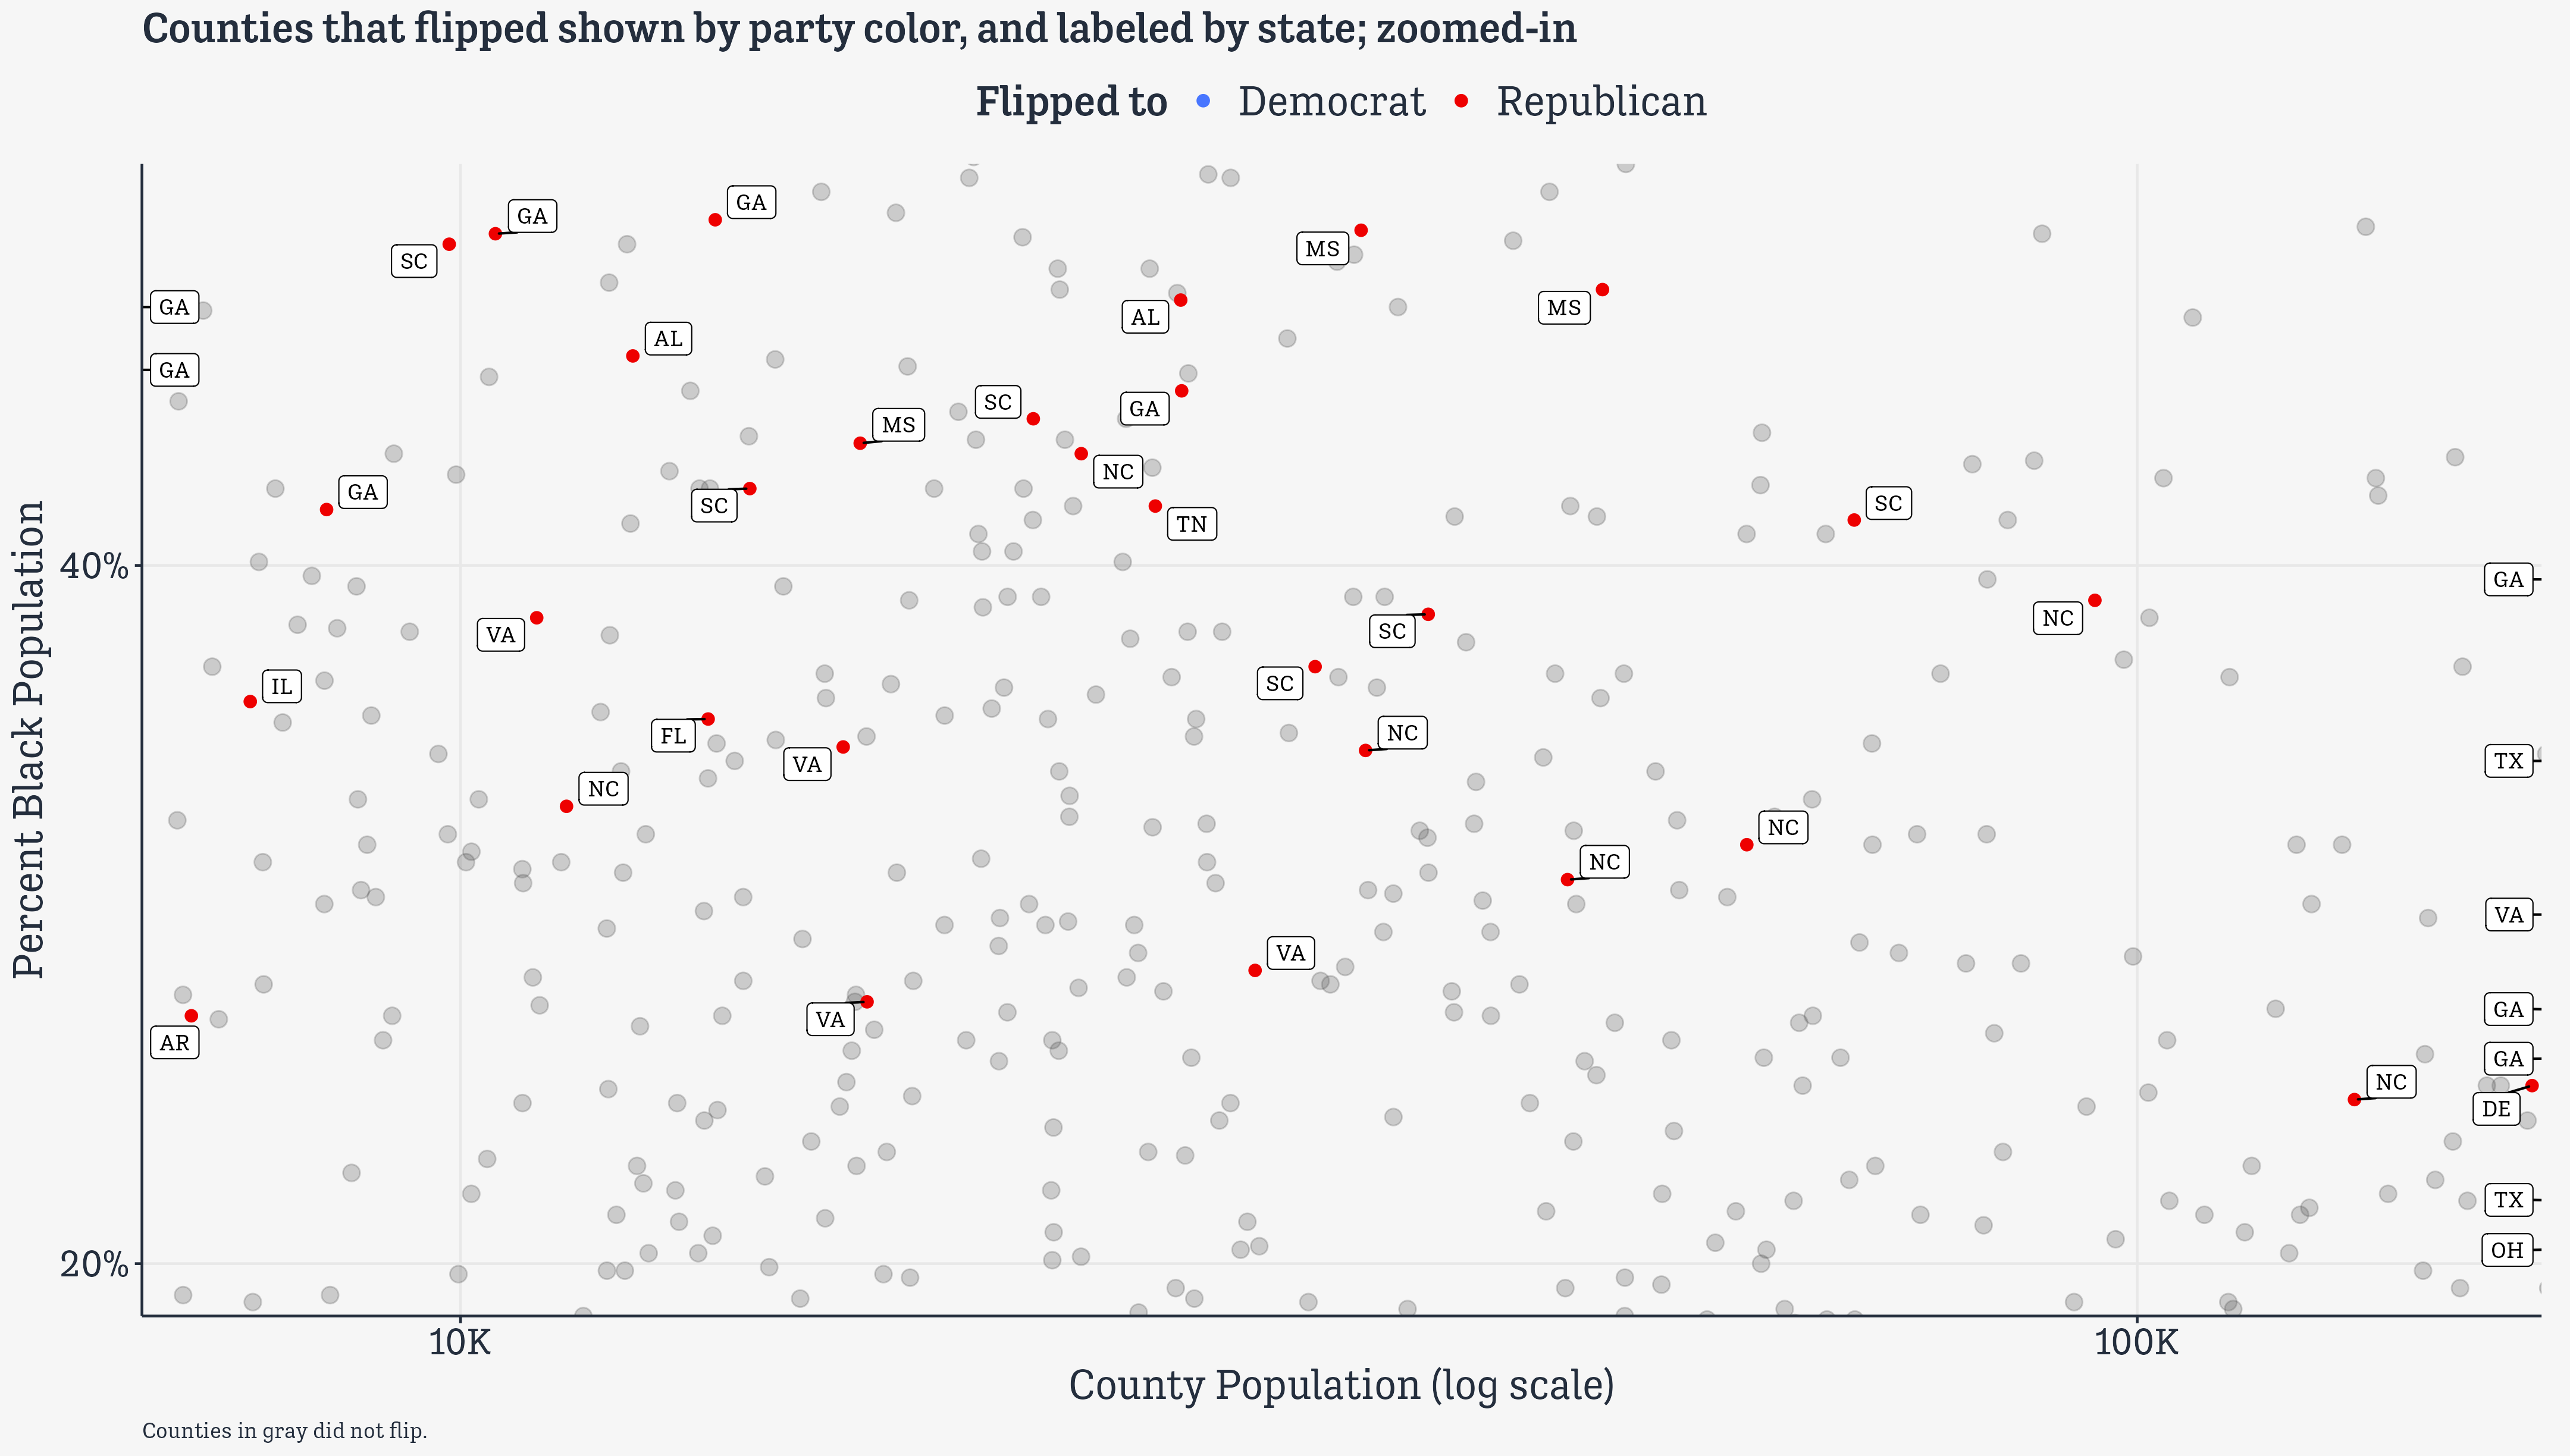 Counties that flipped shown by party color, and labeled by state; zoomed-in
Flipped to Democrat Republican
GA
GA
SC
MS
GA
MS
AL
AL
GA
SC
GA
MS
NC
GA
SC
SC
TN
40%
GA
NC
SC
VA
SC
IL
NC
FL
TX
VA
NC
NC
NC
VA
VA
GA
VA
AR
GA
NC
DE
TX
OH
20%
10K
100K
Percent Black Population
County Population (log scale)
Counties in gray did not flip.